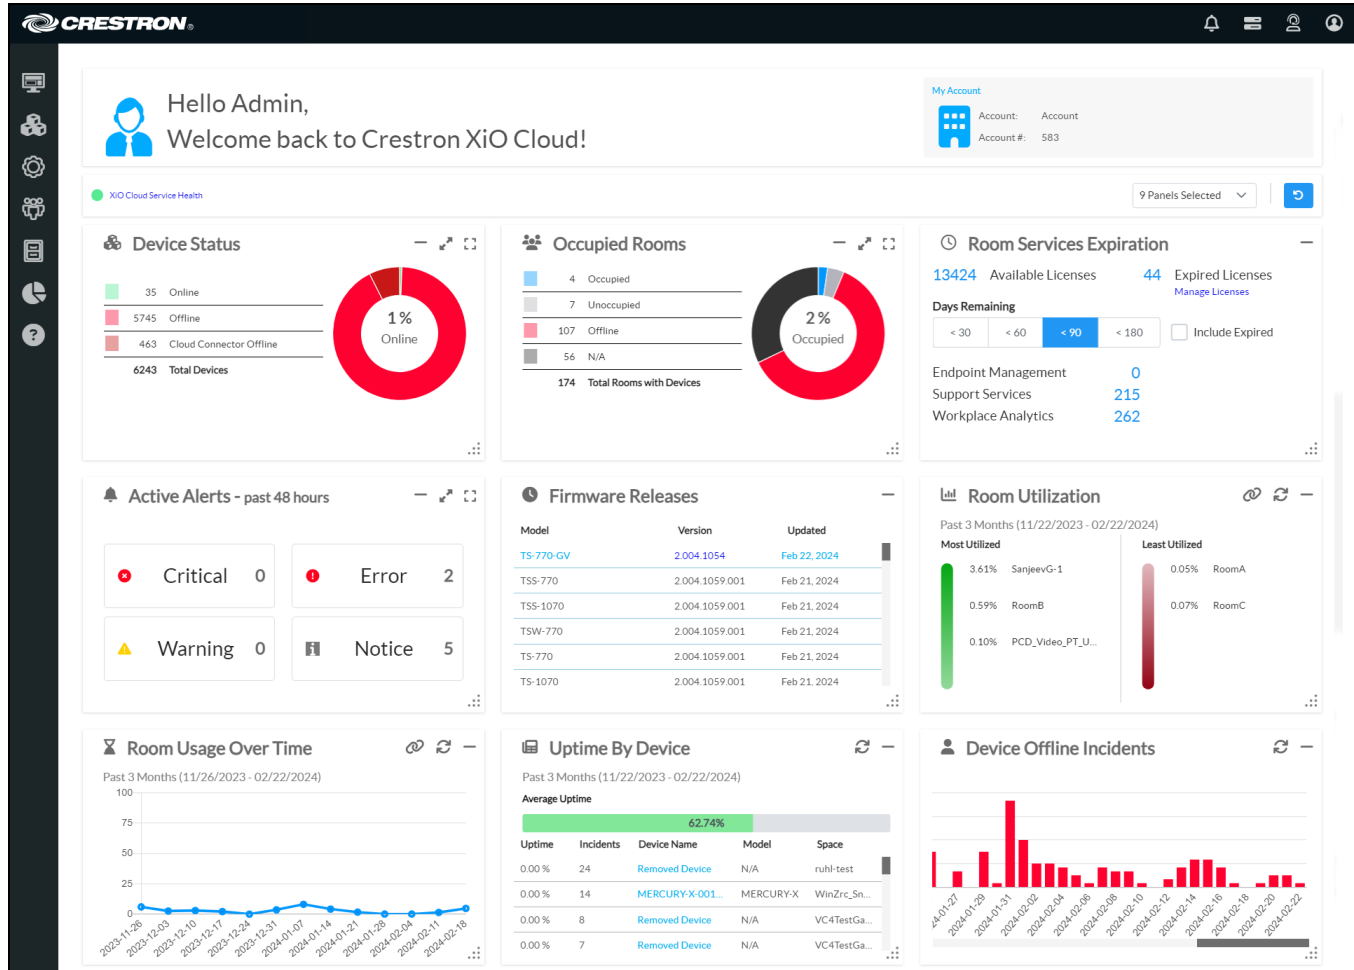 CRESTRON®
Hello Admin,
Welcome back to Crestron XiO Cloud!
My Account
Account: Account
Account #: 583
XiO Cloud Service Health
9 Panels Selected
Device Status
35 Online
5745 Offline
463 Cloud Connector Offline
6243 Total Devices
1%
Online
Occupied Rooms
4 Occupied
7 Unoccupied
107 Offline
56 N/A
174 Total Rooms with Devices
2%
Occupied
Room Services Expiration
13424 Available Licenses 44 Expired Licenses
Manage Licenses
Days Remaining
< 30 < 60 < 90 < 180 Include Expired
Endpoint Management 0
Support Services 215
Workplace Analytics 262
Active Alerts - past 48 hours
Critical 0
Error 2
Warning 0
Notice 5
Firmware Releases
Model Version Updated
TS-770-GV 2.004.1054 Feb 22, 2024
TSS-770 2.004.1059.001 Feb 21, 2024
TSS-1070 2.004.1059.001 Feb 21, 2024
TSW-770 2.004.1059.001 Feb 21, 2024
TS-770 2.004.1059.001 Feb 21, 2024
TS-1070 2.004.1059.001 Feb 21, 2024
Room Utilization
Past 3 Months (11/22/2023 - 02/22/2024)
Most Utilized Least Utilized
3.61% SanjeevG-1 0.05% RoomA
0.59% RoomB 0.07% RoomC
0.10% PCD_Video_PT_U...
Room Usage Over Time
Past 3 Months (11/26/2023 - 02/22/2024)
100
75
50
25
0
2023-11-26 2023-12-03 2023-12-10 2023-12-17 2023-12-24 2023-12-31 2024-01-07 2024-01-14 2024-01-21 2024-01-28 2024-02-04 2024-02-11 2024-02-18
Uptime By Device
Past 3 Months (11/22/2023 - 02/22/2024)
Average Uptime
62.74%
Uptime Incidents Device Name Model Space
0.00 % 24 Removed Device N/A ruhl-test
0.00 % 14 MERCURY-X-001... MERCURY-X WinZrc_Sn...
0.00 % 8 Removed Device N/A VC4TestGa...
0.00 % 7 Removed Device N/A VC4TestGa...
Device Offline Incidents
2024-01-29 2024-01-31 2024-02-02 2024-02-04 2024-02-06 2024-02-08 2024-02-10 2024-02-12 2024-02-14 2024-02-16 2024-02-18 2024-02-20 2024-02-22